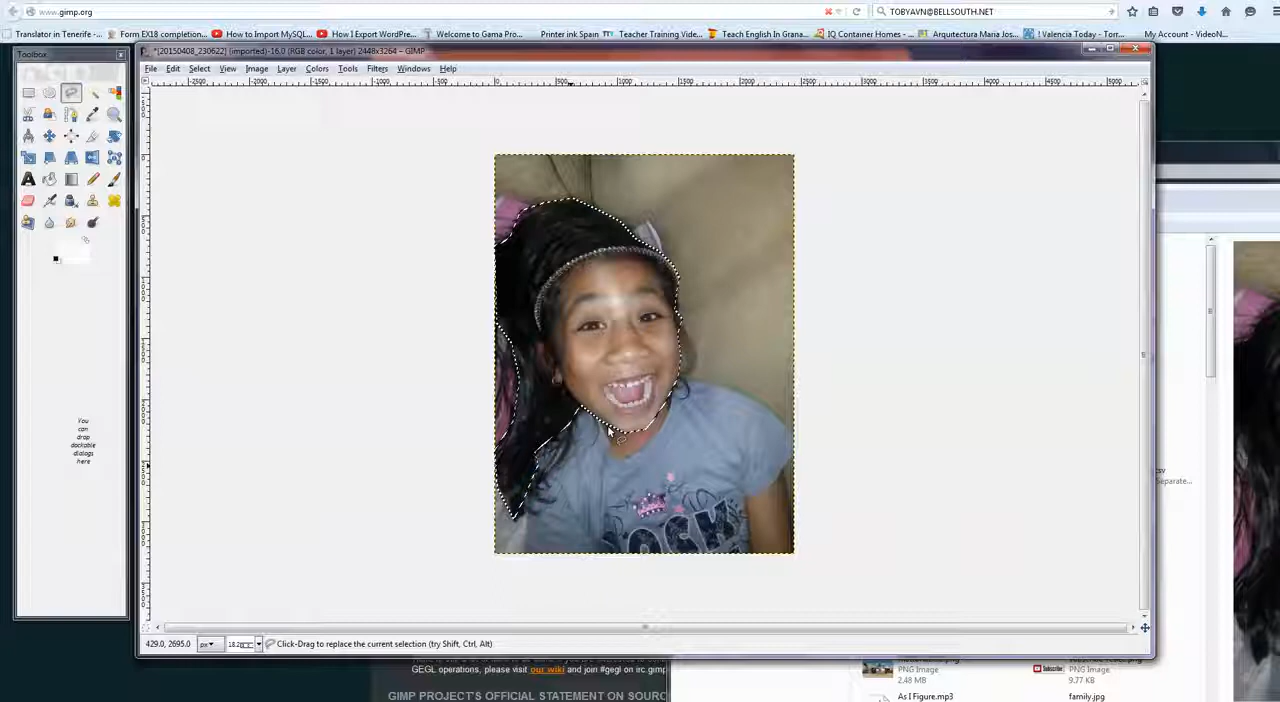 www.gimp.org
TOBYAVN@BELLSOUTH.NET
Translator in Tenerife -...
Form EX18 completion...
How to Import MySQL...
How I Export WordPre...
Welcome to Gama Pro...
Printer ink Spain
Teacher Training Vide...
Teach English In Grana...
IQ Container Homes -...
Arquitectura Maria Jos...
! Valencia Today - Torr...
My Account - VideoN...
Toolbox
*[20150408_230622] (imported)-16.0 (RGB color, 1 layer) 2448x3264 – GIMP
File Edit Select View Image Layer Colors Tools Filters Windows Help
You
can
drop
dockable
dialogs
here
OCK
.csv
Separate...
429.0, 2695.0 px 18.2 Click-Drag to replace the current selection (try Shift, Ctrl, Alt)
GEGL operations, please visit our wiki and join #gegl on irc.gimp
GIMP PROJECT'S OFFICIAL STATEMENT ON SOURC
PNG Image
2.48 MB
Subscribe
PNG Image
9.77 KB
As I Figure.mp3
family.jpg